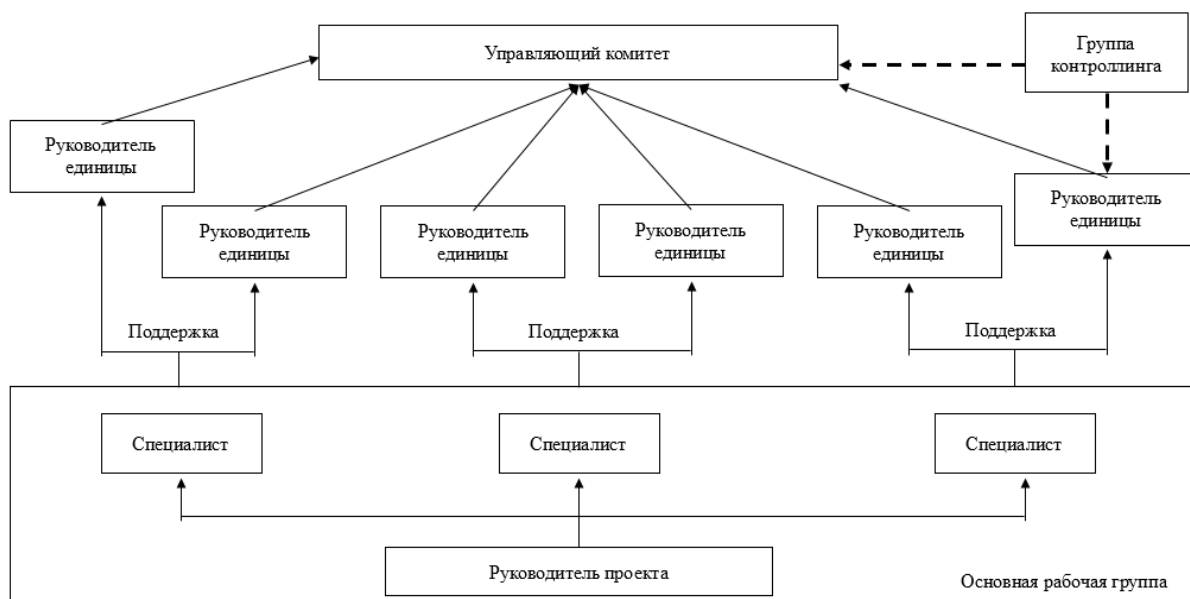 Управляющий комитет
Группа
контроллинга
Руководитель
единицы
Руководитель
единицы
Руководитель
единицы
Руководитель
единицы
Руководитель
единицы
Руководитель
единицы
Поддержка
Поддержка
Поддержка
Специалист
Специалист
Специалист
Руководитель проекта
Основная рабочая группа